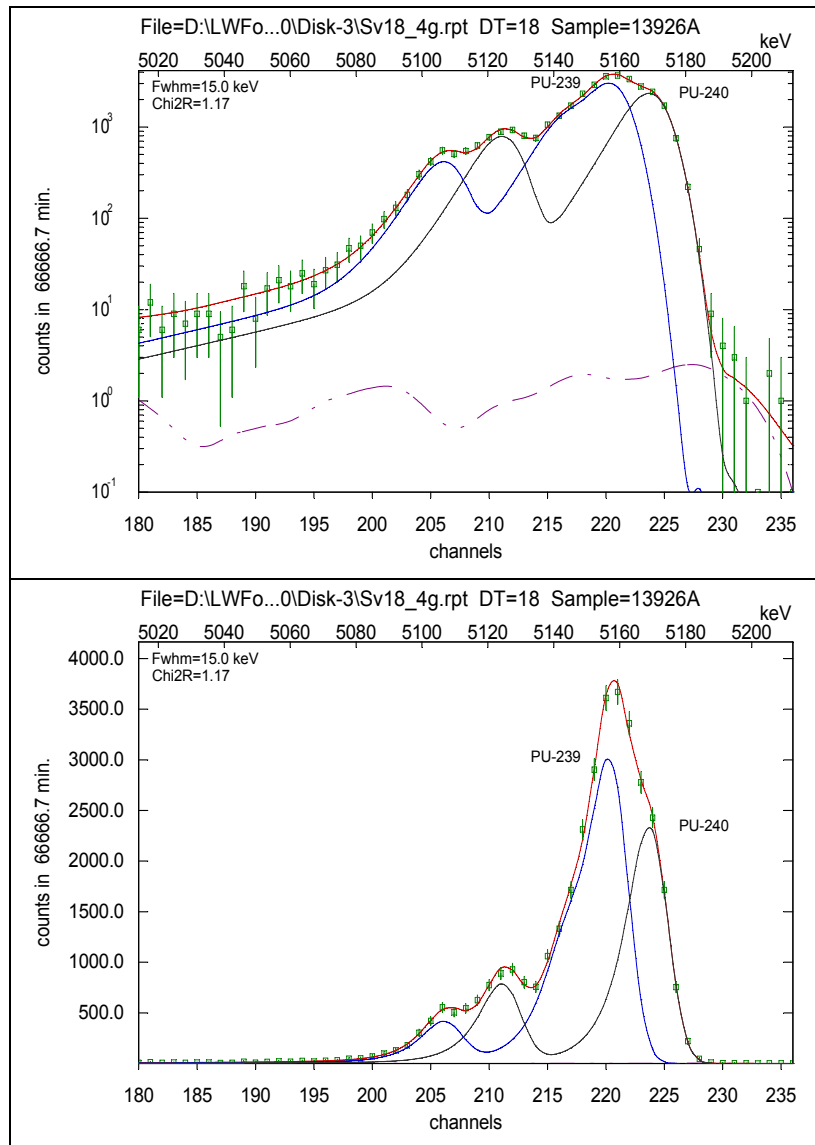 File=D:\LWFo...0\Disk-3\Sv18_4g.rpt DT=18 Sample=13926A
keV
5020 5040 5060 5080 5100 5120 5140 5160 5180 5200
Fwhm=15.0 keV
Chi2R=1.17
PU-239
PU-240
10^3
10^2
10^1
10^0
10^-1
counts in 66666.7 min.
180 185 190 195 200 205 210 215 220 225 230 235
channels
File=D:\LWFo...0\Disk-3\Sv18_4g.rpt DT=18 Sample=13926A
keV
5020 5040 5060 5080 5100 5120 5140 5160 5180 5200
Fwhm=15.0 keV
Chi2R=1.17
4000.0
3500.0
3000.0
2500.0
2000.0
1500.0
1000.0
500.0
PU-239
PU-240
counts in 66666.7 min.
180 185 190 195 200 205 210 215 220 225 230 235
channels